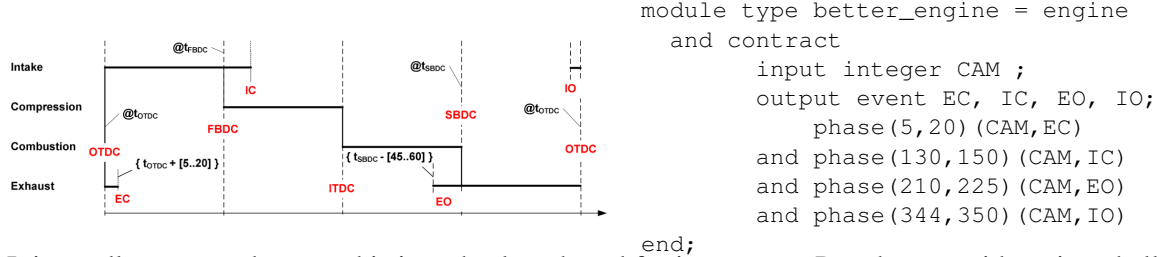 @tFBDC
Intake
IC
@tSBDC
IO
Compression
@tOTDC
FBDC
SBDC
@tOTDC
Combustion
OTDC
{ tOTDC + [5..20] }
{ tSBDC - [45..60] }
OTDC
Exhaust
EC
ITDC
EO
module type better_engine = engine
and contract
input integer CAM ;
output event EC, IC, EO, IO;
phase(5,20)(CAM,EC)
and phase(130,150)(CAM,IC)
and phase(210,225)(CAM,EO)
and phase(344,350)(CAM,IO)
end;